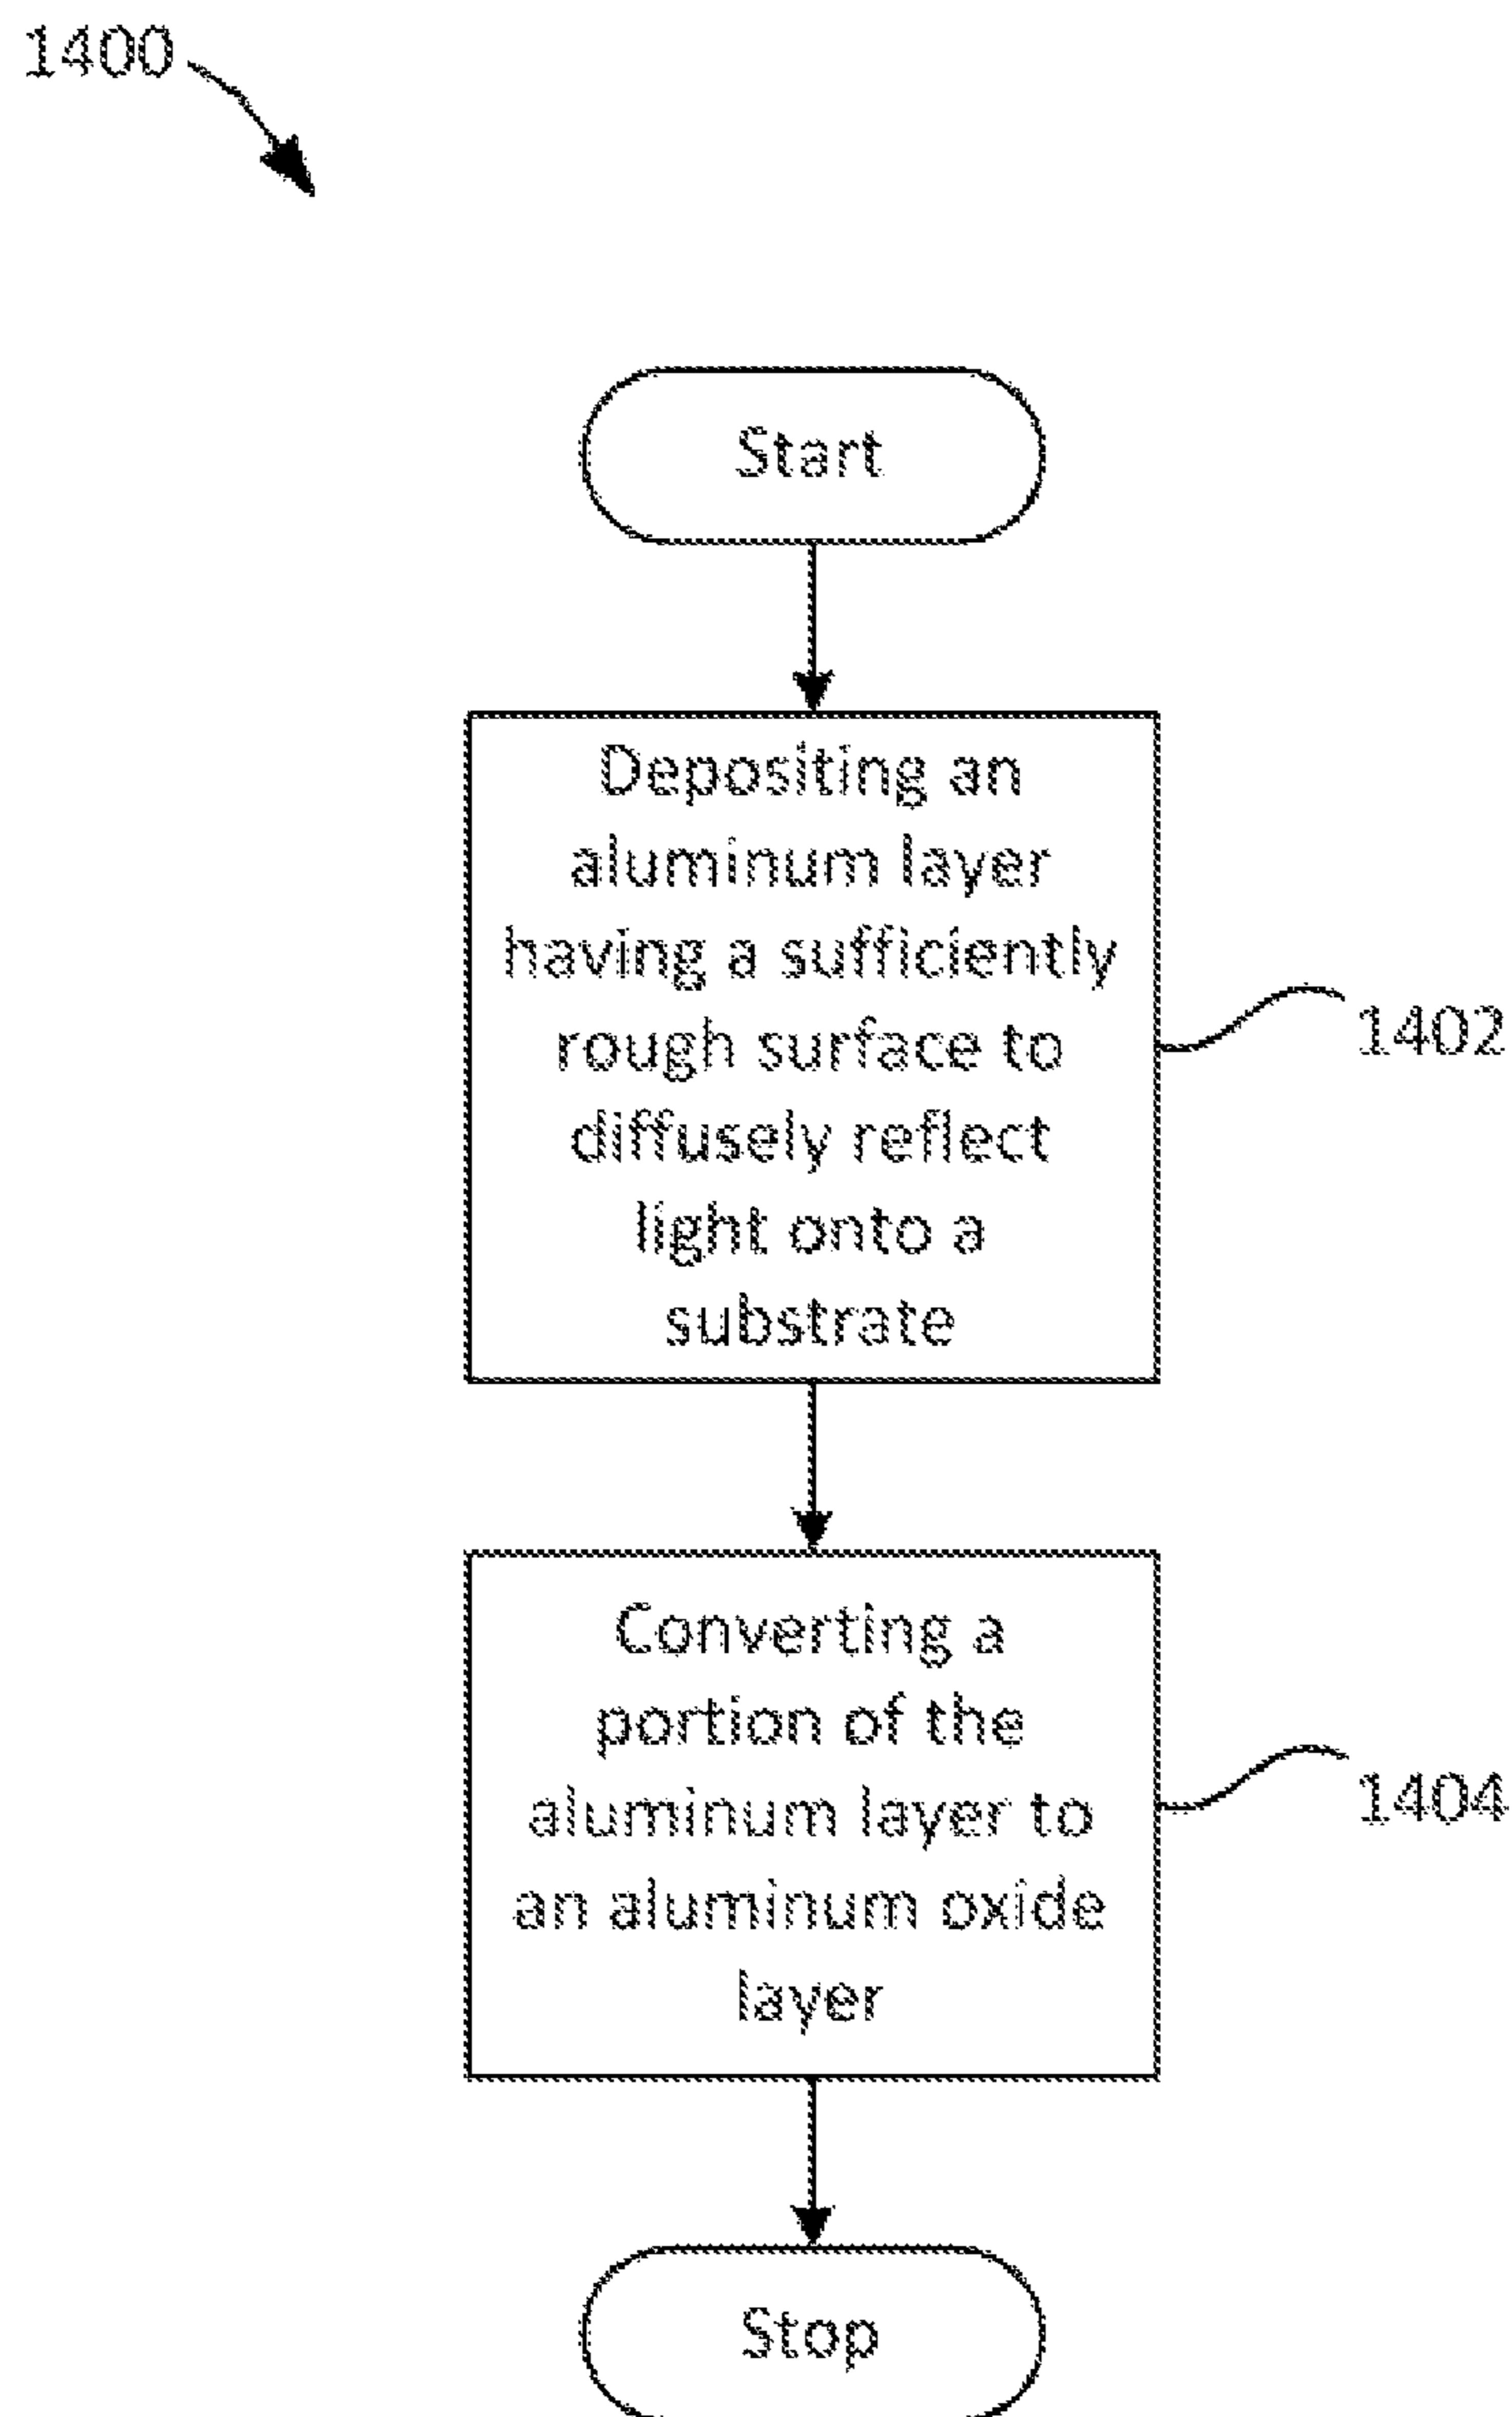 1400
Start
Depositing an
aluminum layer
having a sufficiently
rough surface to
diffusely reflect
light onto a
substrate
1402
Converting a
portion of the
aluminum layer to
an aluminum oxide
layer
1404
Stop